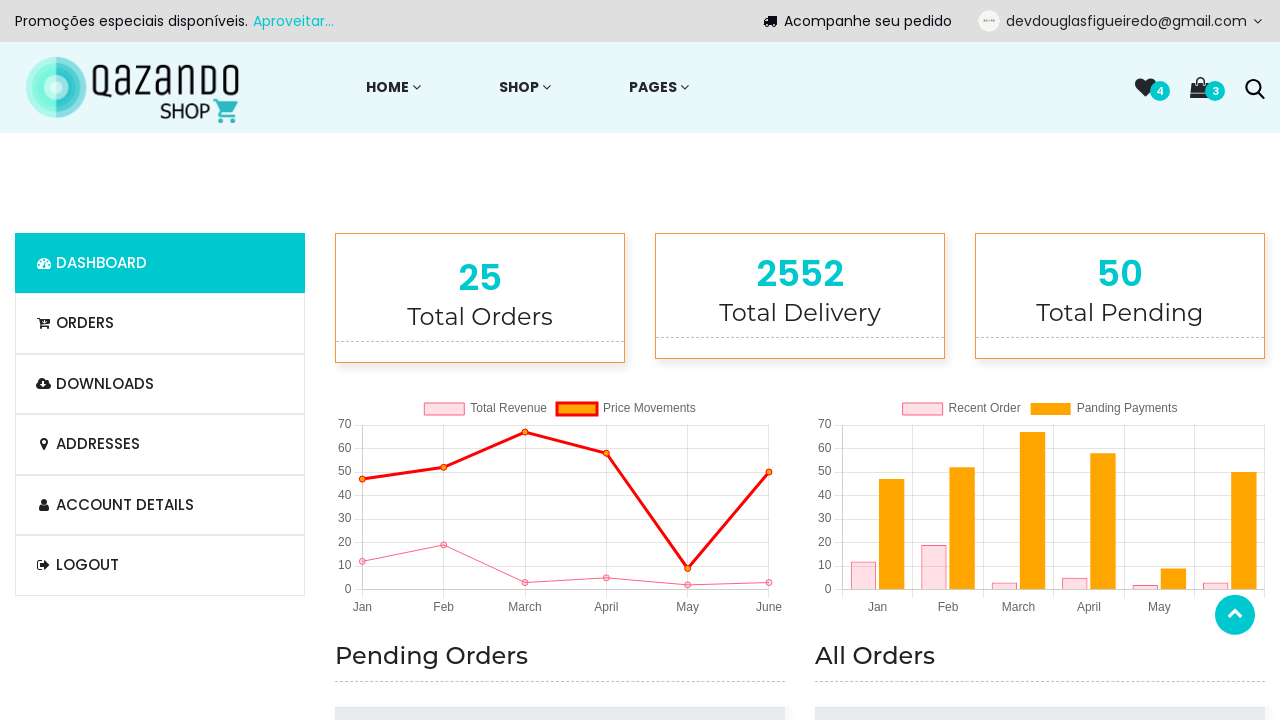 Promoções especiais disponíveis. Aproveitar...
Acompanhe seu pedido
devdouglasfigueiredo@gmail.com
QAZANDO
SHOP
HOME
SHOP
PAGES
4
3
DASHBOARD
ORDERS
DOWNLOADS
ADDRESSES
ACCOUNT DETAILS
LOGOUT
25
Total Orders
2552
Total Delivery
50
Total Pending
Total Revenue
Price Movements
70
60
50
40
30
20
10
0
Jan Feb March April May June
Recent Order
Panding Payments
70
60
50
40
30
20
10
0
Jan Feb March April May
Pending Orders
All Orders